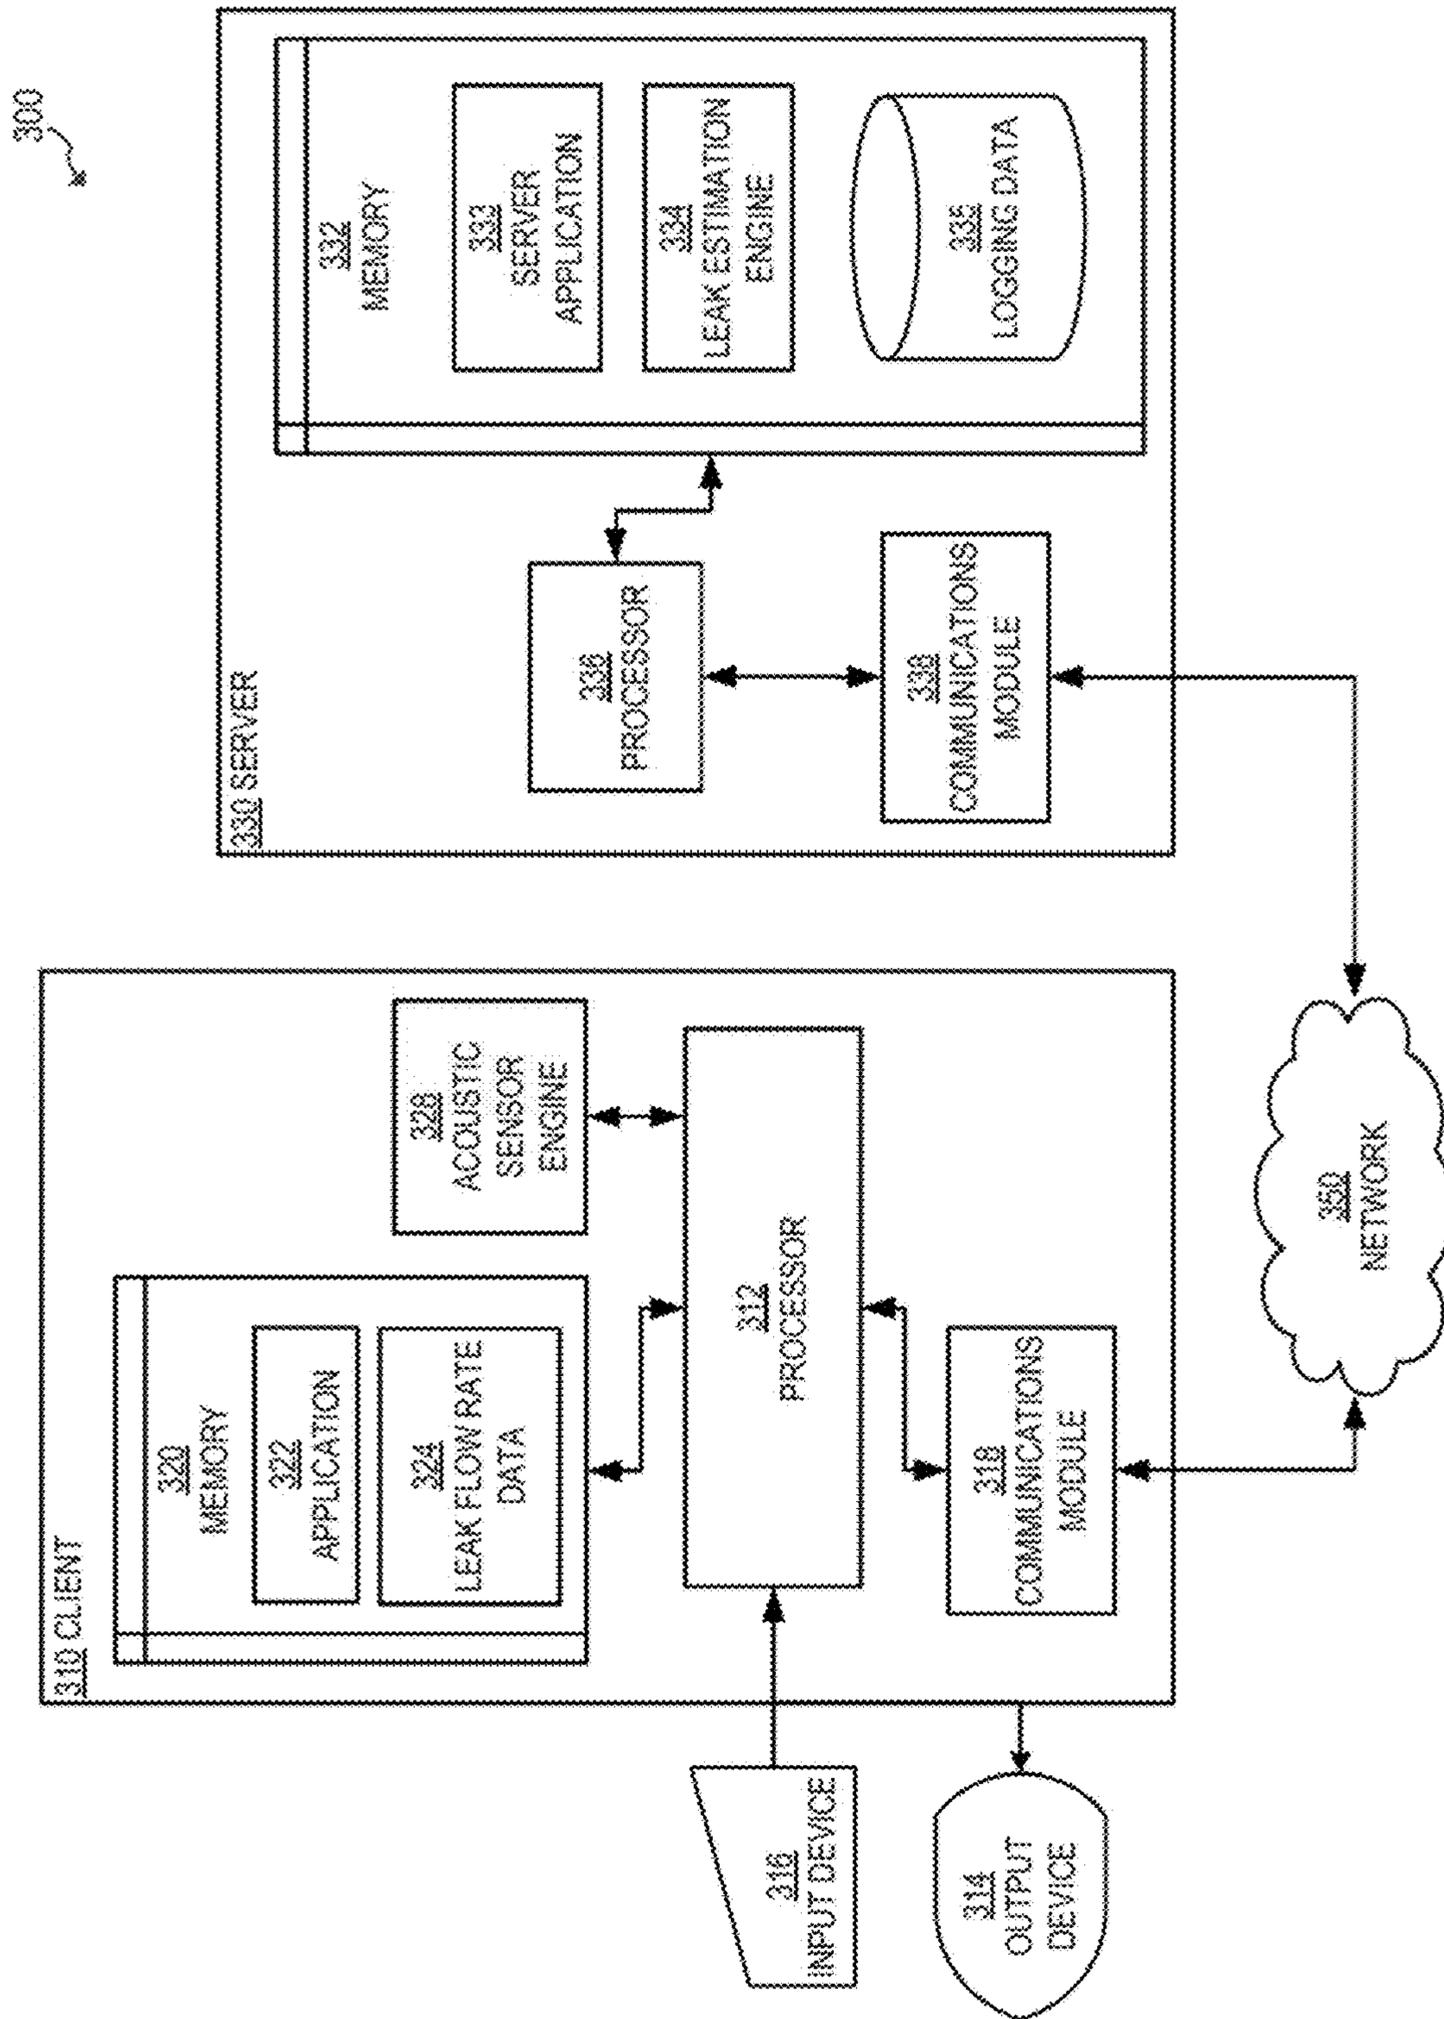 300
310 CLIENT
320
MEMORY
322
APPLICATION
324
LEAK FLOW RATE
DATA
328
ACOUSTIC
SENSOR
ENGINE
312
PROCESSOR
318
COMMUNICATIONS
MODULE
316
INPUT DEVICE
314
OUTPUT
DEVICE
330 SERVER
332
MEMORY
333
SERVER
APPLICATION
334
LEAK ESTIMATION
ENGINE
335
LOGGING DATA
336
PROCESSOR
338
COMMUNICATIONS
MODULE
350
NETWORK